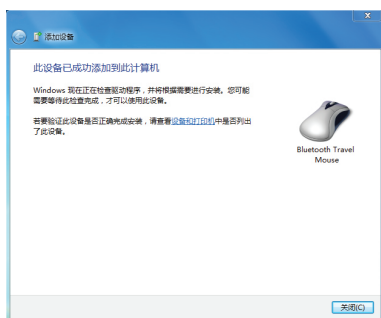 添加设备
此设备已成功添加到此计算机
Windows 现在正在检查驱动程序，并将根据需要进行安装。您可能
需要等待此检查完成，才可以使用此设备。
若要验证此设备是否正确完成安装，请查看设备和打印机中是否列出
了此设备。
Bluetooth Travel
Mouse
关闭(C)